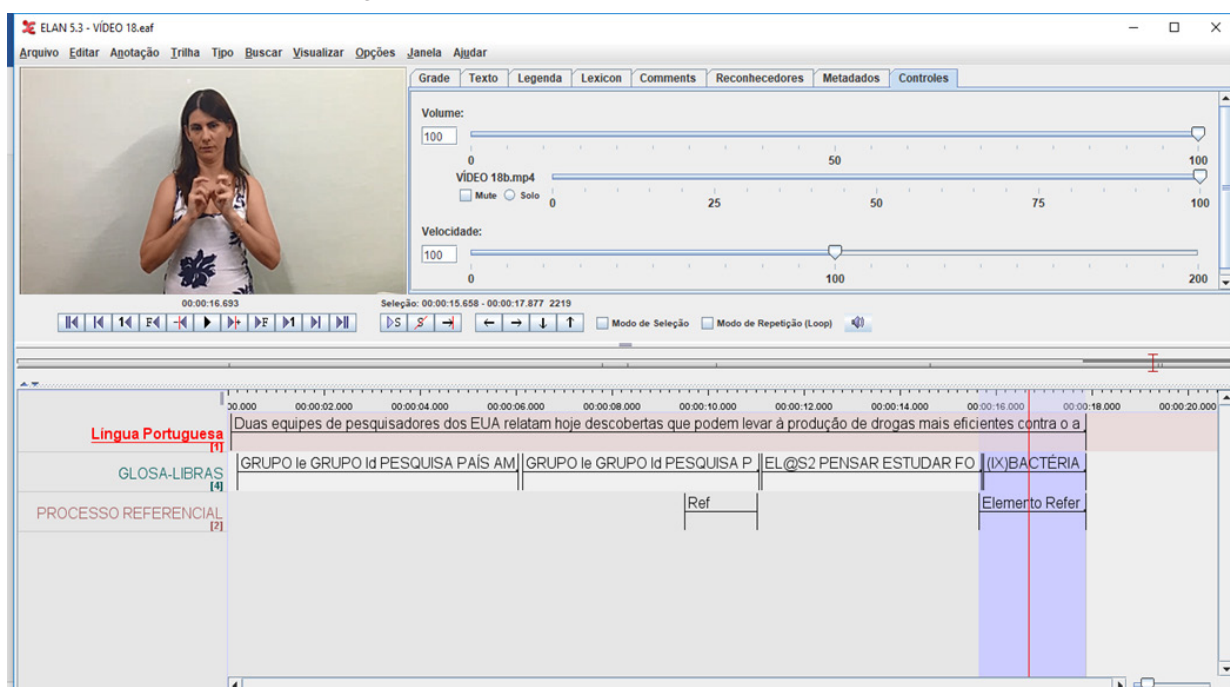 ELAN 5.3 - VÍDEO 18.eaf
Arquivo Editar Anotação Trilha Tipo Buscar Visualizar Opções Janela Ajudar
Grade Texto Legenda Lexicon Comments Reconhecedores Metadados Controles
Volume:
100
0 50 100
VÍDEO 18b.mp4
Mute Solo
0 25 50 75 100
Velocidade:
100
0 100 200
00:00:16.693
Seleção: 00:00:15.658 - 00:00:17.877 2219
1 F F 1 S S Modo de Seleção Modo de Repetição (Loop)
00.000 00:00:02.000 00:00:04.000 00:00:06.000 00:00:08.000 00:00:10.000 00:00:12.000 00:00:14.000 00:00:16.000 00:00:18.000 00:00:20.000
Língua Portuguesa
[1]
Duas equipes de pesquisadores dos EUA relatam hoje descobertas que podem levar à produção de drogas mais eficientes contra o a
GLOSA-LIBRAS
[4]
GRUPO le GRUPO ld PESQUISA PAÍS AM GRUPO le GRUPO ld PESQUISA P EL@S2 PENSAR ESTUDAR FO (IX)BACTÉRIA
PROCESSO REFERENCIAL
[2]
Ref Elemento Refer